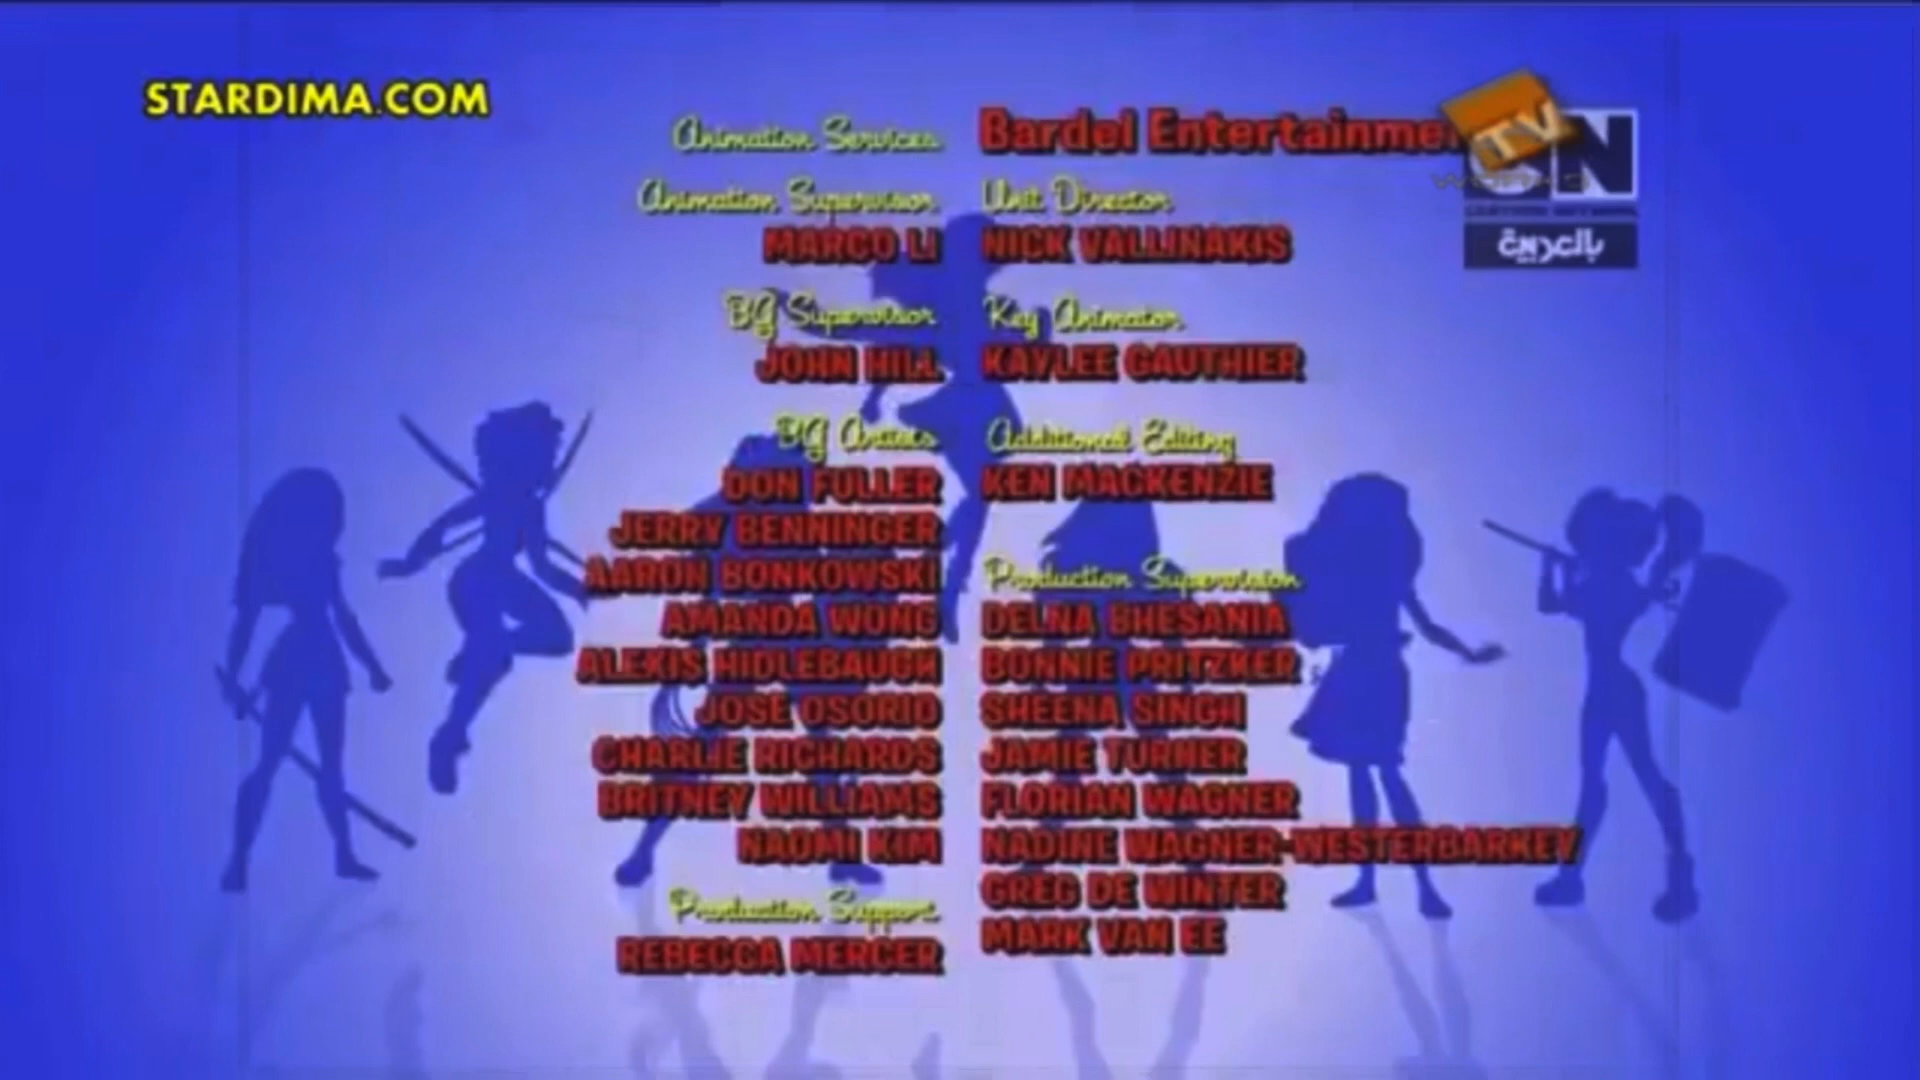 STARDIMA.COM
Animation Services
Bardel Entertainmen
TV
N
بالعربية
Animation Supervisor
MARCO LI
Unit Director
NICK VALLINAKIS
BG Supervisor
JOHN HILL
Key Animator
KAYLEE GAUTHIER
BG Artists
DON FULLER
JERRY BENNINGER
AARON BONKOWSKI
AMANDA WONG
ALEXIS HIDLEBAUGH
JOSE OSORIO
CHARLIE RICHARDS
BRITNEY WILLIAMS
NAOMI KIM
Production Support
REBECCA MERCER
Additional Editing
KEN MACKENZIE
Production Supervision
DELNA BHESANIA
BONNIE PRITZKER
SHEENA SINGH
JAMIE TURNER
FLORIAN WAGNER
NADINE WAGNER-WESTERBARKEY
GREG DE WINTER
MARK VAN EE